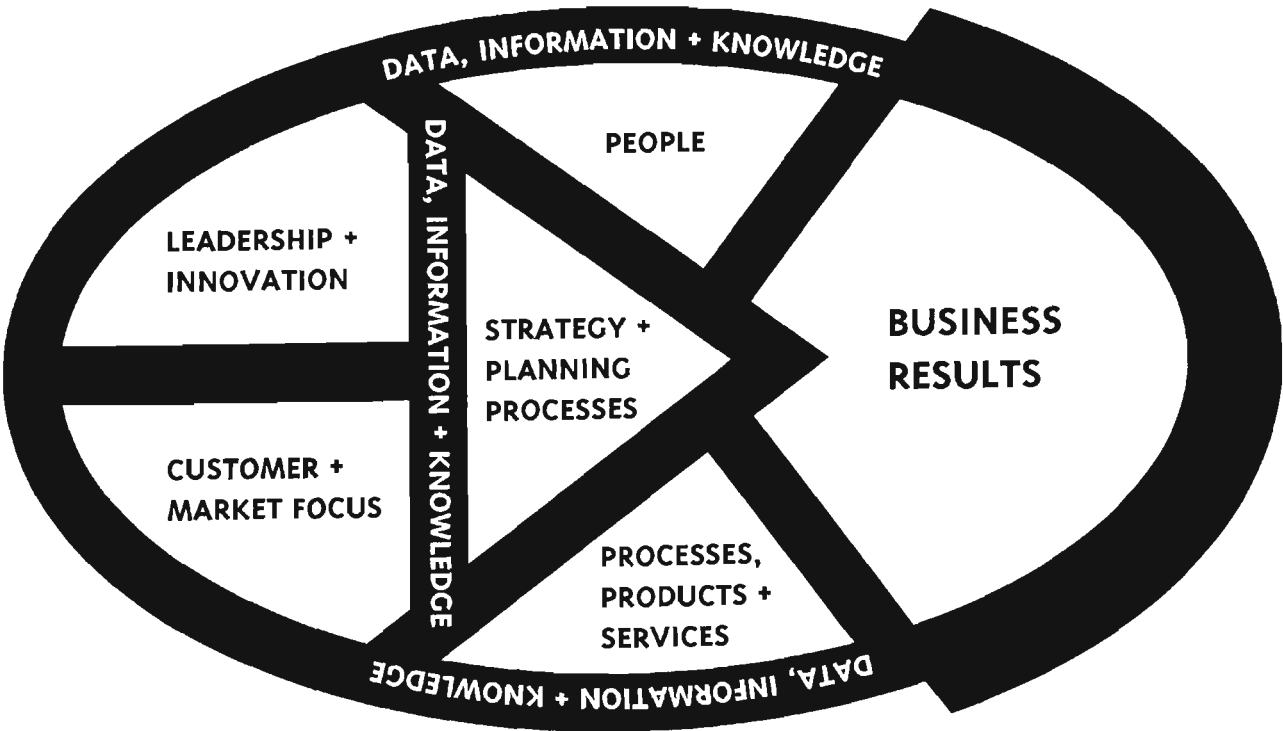 DATA, INFORMATION + KNOWLEDGE
PEOPLE
DATA, INFORMATION + KNOWLEDGE
LEADERSHIP +
INNOVATION
STRATEGY +
PLANNING
PROCESSES
BUSINESS
RESULTS
CUSTOMER +
MARKET FOCUS
PROCESSES,
PRODUCTS +
SERVICES
DATA, INFORMATION + KNOWLEDGE